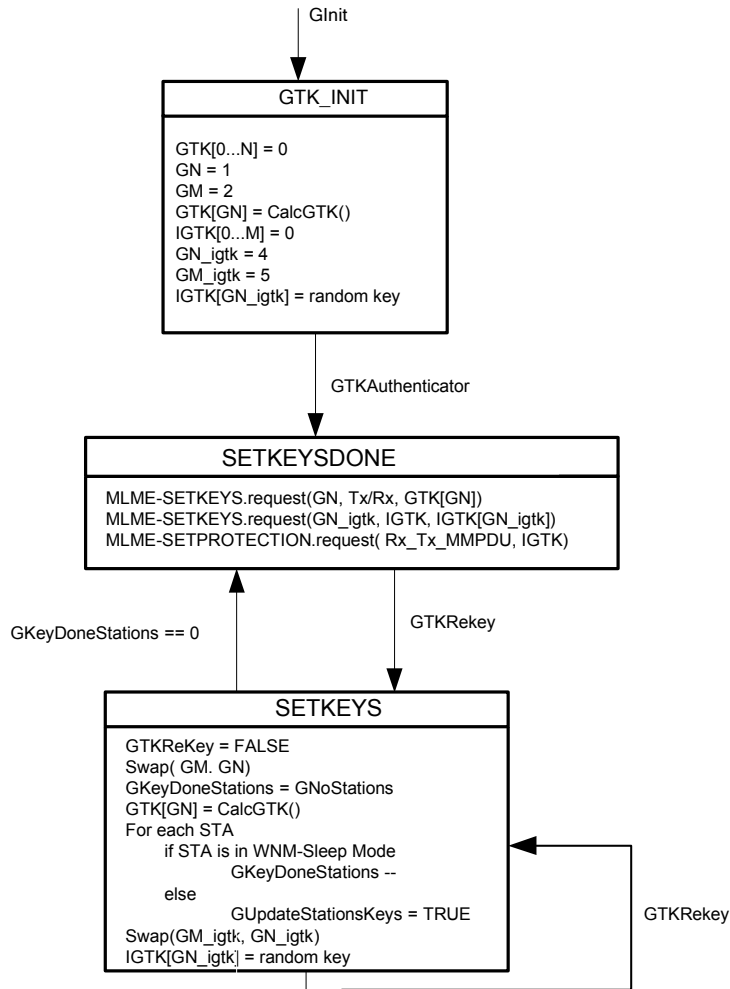 GInit
GTK_INIT
GTK[0...N] = 0
GN = 1
GM = 2
GTK[GN] = CalcGTK()
IGTK[0...M] = 0
GN_igtk = 4
GM_igtk = 5
IGTK[GN_igtk] = random key
GTKAuthenticator
SETKEYSDONE
MLME-SETKEYS.request(GN, Tx/Rx, GTK[GN])
MLME-SETKEYS.request(GN_igtk, IGTK, IGTK[GN_igtk])
MLME-SETPROTECTION.request( Rx_Tx_MMPDU, IGTK)
GKeyDoneStations == 0
GTKRekey
SETKEYS
GTKReKey = FALSE
Swap( GM. GN)
GKeyDoneStations = GNoStations
GTK[GN] = CalcGTK()
For each STA
if STA is in WNM-Sleep Mode
GKeyDoneStations --
else
GUpdateStationsKeys = TRUE
Swap(GM_igtk, GN_igtk)
IGTK[GN_igtk] = random key
GTKRekey